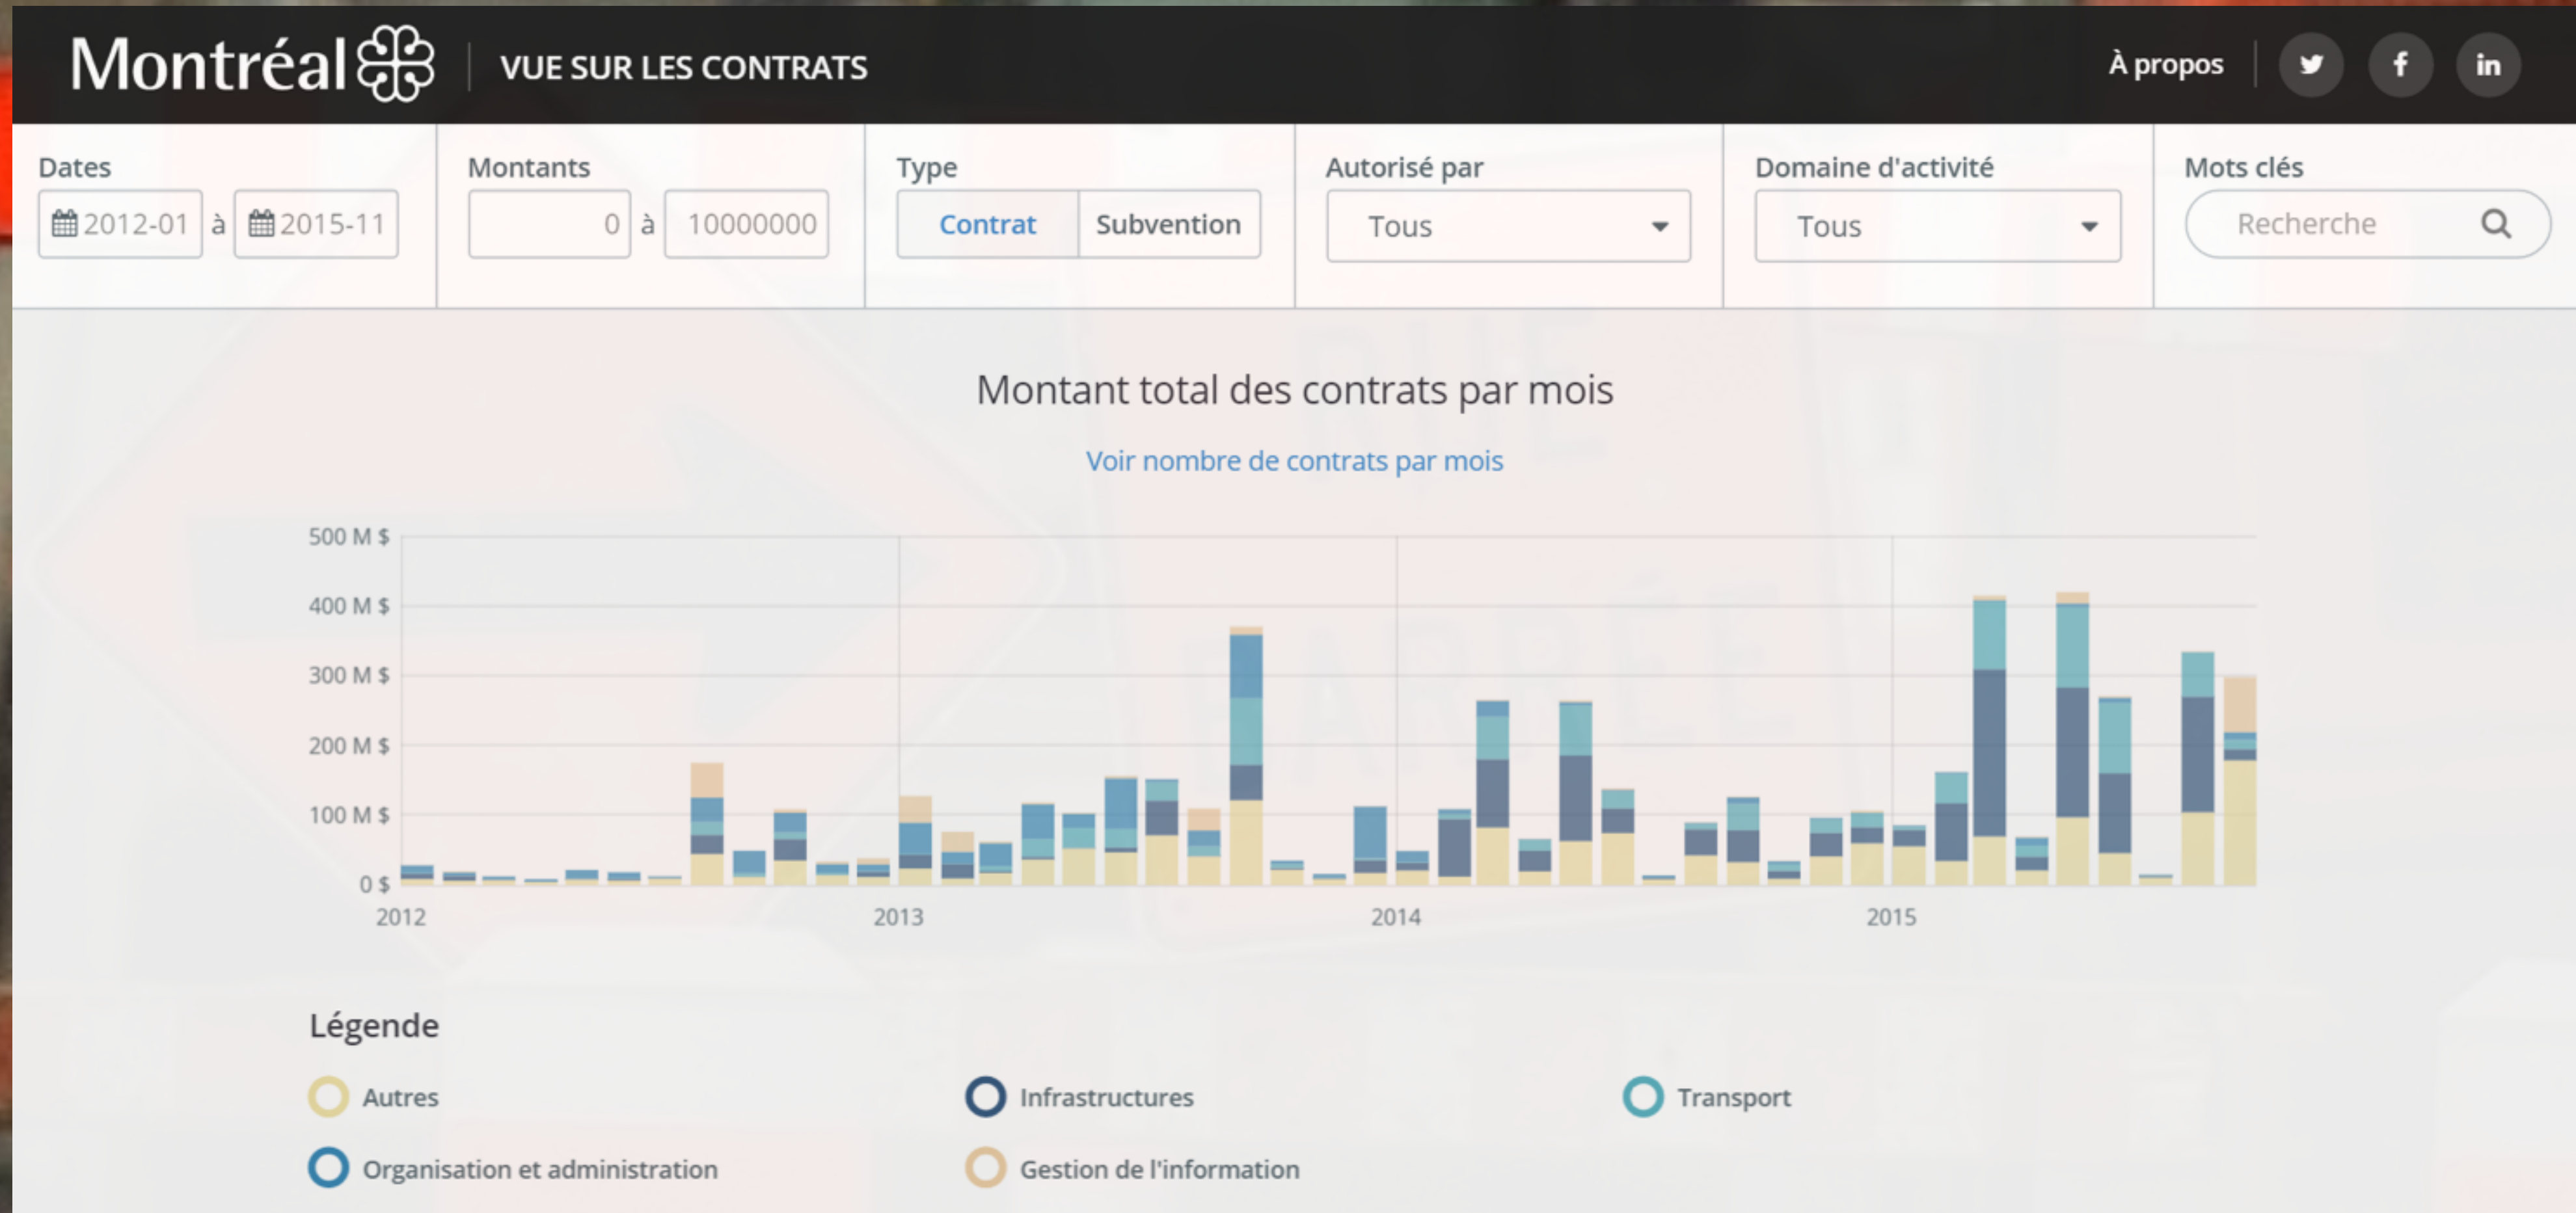 Montréal VUE SUR LES CONTRATS À propos
Dates Montants Type Autorisé par Domaine d'activité Mots clés
2012-01 à 2015-11 0 à 10000000 Contrat Subvention Tous Tous Recherche
Montant total des contrats par mois
Voir nombre de contrats par mois
500 M $
400 M $
300 M $
200 M $
100 M $
0 $
2012 2013 2014 2015
Légende
Autres Infrastructures Transport
Organisation et administration Gestion de l'information
RUE
BARRÉE